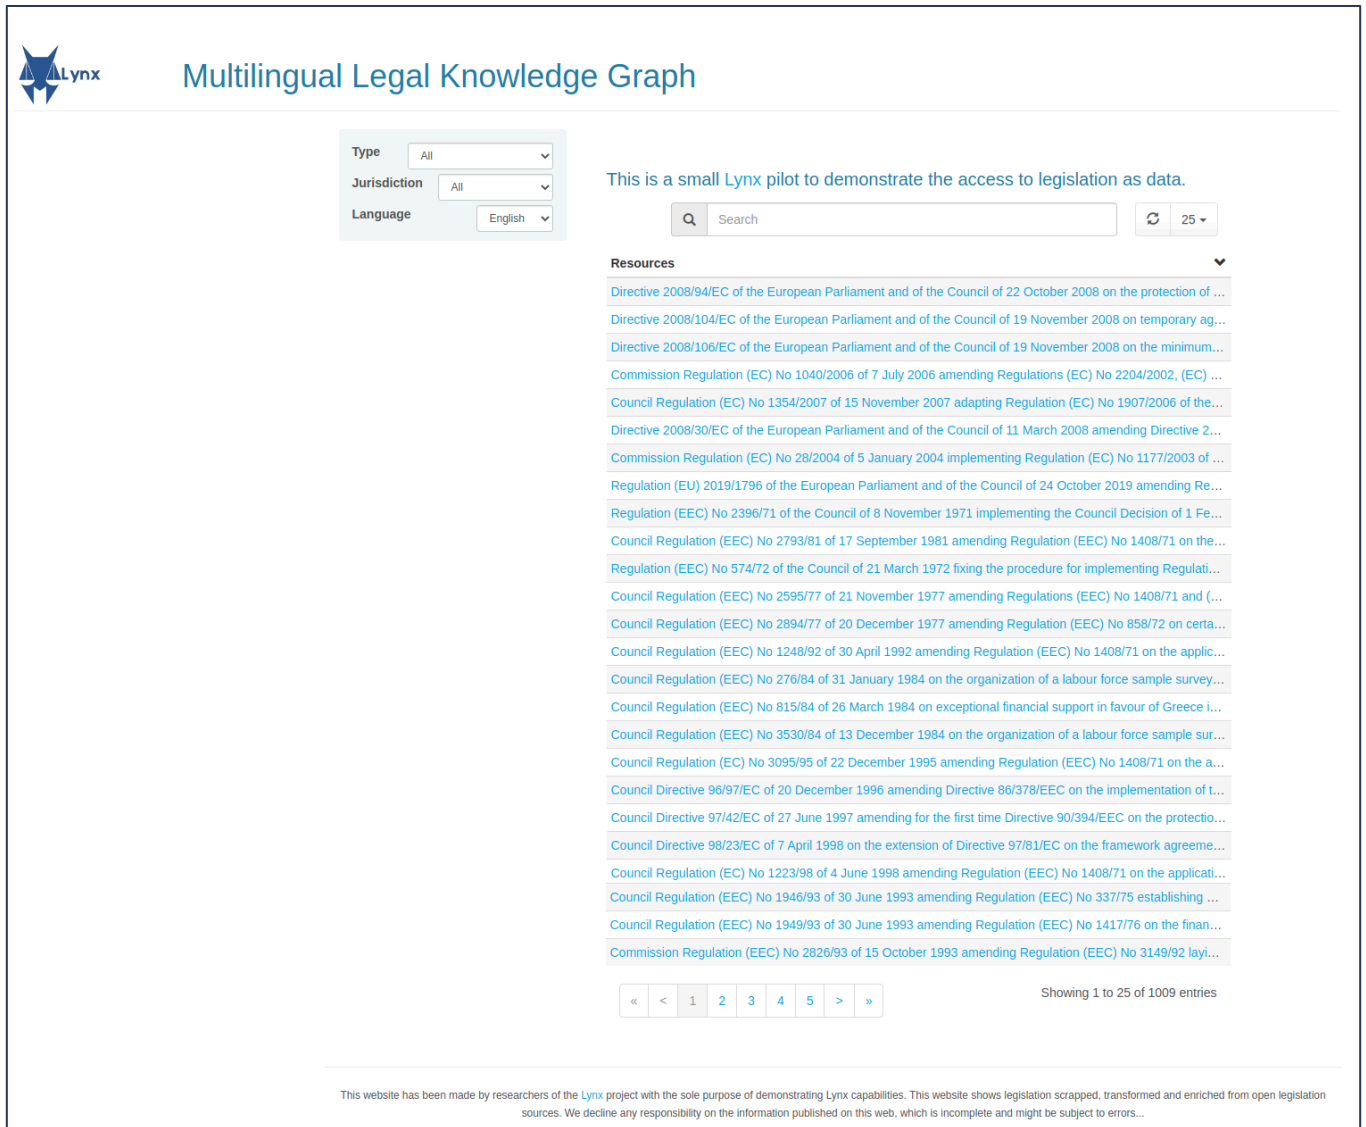 Lynx
Multilingual Legal Knowledge Graph
Type All
Jurisdiction All
Language English
This is a small Lynx pilot to demonstrate the access to legislation as data.
Search
25
Resources
Directive 2008/94/EC of the European Parliament and of the Council of 22 October 2008 on the protection of ...
Directive 2008/104/EC of the European Parliament and of the Council of 19 November 2008 on temporary ag...
Directive 2008/106/EC of the European Parliament and of the Council of 19 November 2008 on the minimum...
Commission Regulation (EC) No 1040/2006 of 7 July 2006 amending Regulations (EC) No 2204/2002, (EC) ...
Council Regulation (EC) No 1354/2007 of 15 November 2007 adapting Regulation (EC) No 1907/2006 of the...
Directive 2008/30/EC of the European Parliament and of the Council of 11 March 2008 amending Directive 2...
Commission Regulation (EC) No 28/2004 of 5 January 2004 implementing Regulation (EC) No 1177/2003 of ...
Regulation (EU) 2019/1796 of the European Parliament and of the Council of 24 October 2019 amending Re...
Regulation (EEC) No 2396/71 of the Council of 8 November 1971 implementing the Council Decision of 1 Fe...
Council Regulation (EEC) No 2793/81 of 17 September 1981 amending Regulation (EEC) No 1408/71 on the...
Regulation (EEC) No 574/72 of the Council of 21 March 1972 fixing the procedure for implementing Regulati...
Council Regulation (EEC) No 2595/77 of 21 November 1977 amending Regulations (EEC) No 1408/71 and (...
Council Regulation (EEC) No 2894/77 of 20 December 1977 amending Regulation (EEC) No 858/72 on certa...
Council Regulation (EEC) No 1248/92 of 30 April 1992 amending Regulation (EEC) No 1408/71 on the applic...
Council Regulation (EEC) No 276/84 of 31 January 1984 on the organization of a labour force sample survey...
Council Regulation (EEC) No 815/84 of 26 March 1984 on exceptional financial support in favour of Greece i...
Council Regulation (EEC) No 3530/84 of 13 December 1984 on the organization of a labour force sample sur...
Council Regulation (EC) No 3095/95 of 22 December 1995 amending Regulation (EEC) No 1408/71 on the a...
Council Directive 96/97/EC of 20 December 1996 amending Directive 86/378/EEC on the implementation of t...
Council Directive 97/42/EC of 27 June 1997 amending for the first time Directive 90/394/EEC on the protectio...
Council Directive 98/23/EC of 7 April 1998 on the extension of Directive 97/81/EC on the framework agreeme...
Council Regulation (EC) No 1223/98 of 4 June 1998 amending Regulation (EEC) No 1408/71 on the applicati...
Council Regulation (EEC) No 1946/93 of 30 June 1993 amending Regulation (EEC) No 337/75 establishing ...
Council Regulation (EEC) No 1949/93 of 30 June 1993 amending Regulation (EEC) No 1417/76 on the finan...
Commission Regulation (EEC) No 2826/93 of 15 October 1993 amending Regulation (EEC) No 3149/92 layi...
« < 1 2 3 4 5 > »
Showing 1 to 25 of 1009 entries
This website has been made by researchers of the Lynx project with the sole purpose of demonstrating Lynx capabilities. This website shows legislation scrapped, transformed and enriched from open legislation
sources. We decline any responsibility on the information published on this web, which is incomplete and might be subject to errors...